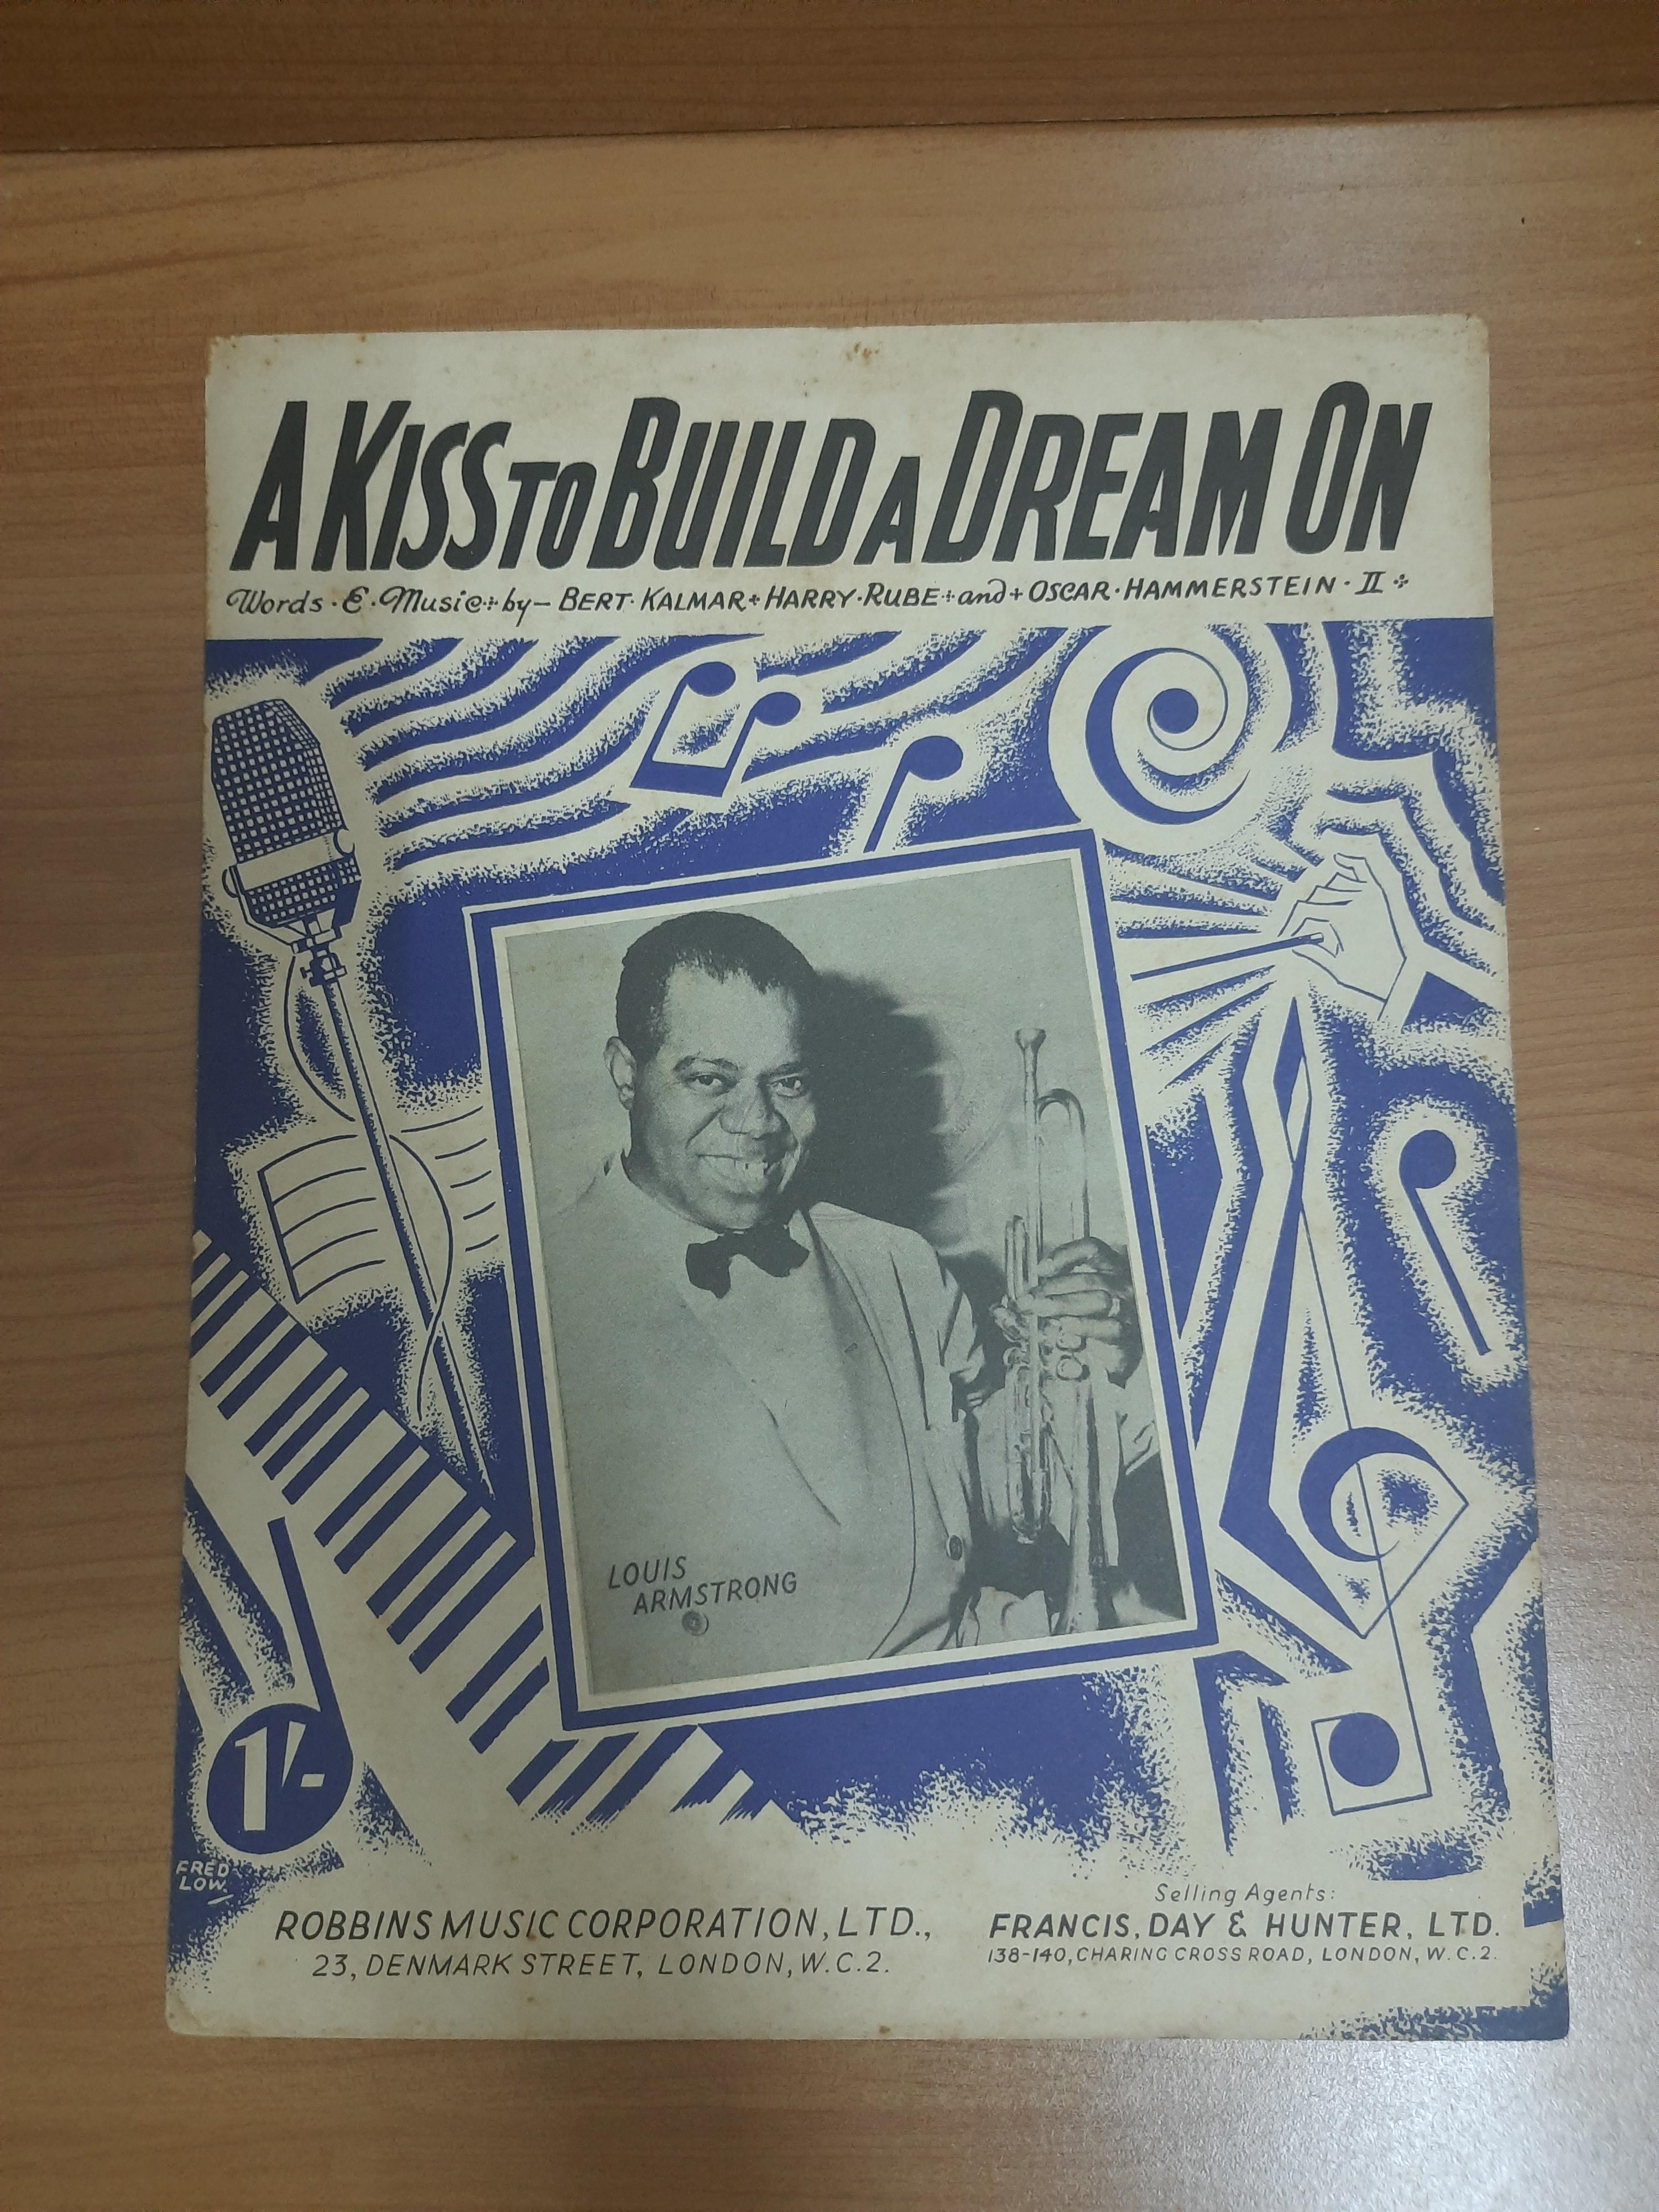 A KISS TO BUILD A DREAM ON
Words · & · Music · by – BERT · KALMAR + HARRY · RUBE + and + OSCAR · HAMMERSTEIN · II
LOUIS
ARMSTRONG
1/-
FRED
LOW.
ROBBINS MUSIC CORPORATION, LTD.,
23, DENMARK STREET, LONDON, W.C.2.
Selling Agents:
FRANCIS, DAY & HUNTER, LTD.
138-140, CHARING CROSS ROAD, LONDON, W.C.2.